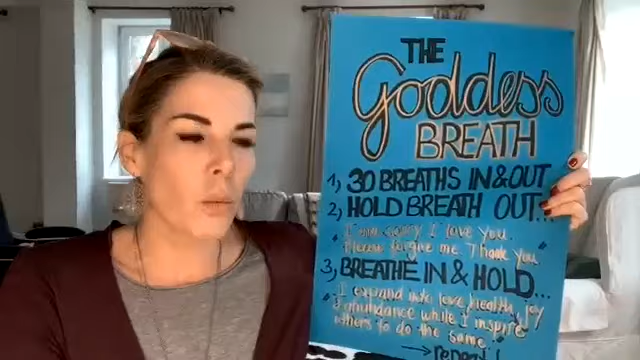 THE
Goddess
BREATH
1) 30 BREATHS IN & OUT
2) HOLD BREATH OUT...
"I'm sorry I love you.
Please forgive me. Thank you"
3) BREATHE IN & HOLD...
"I expand into love, health, joy
& abundance while I inspire
others to do the same."
→ repeat!